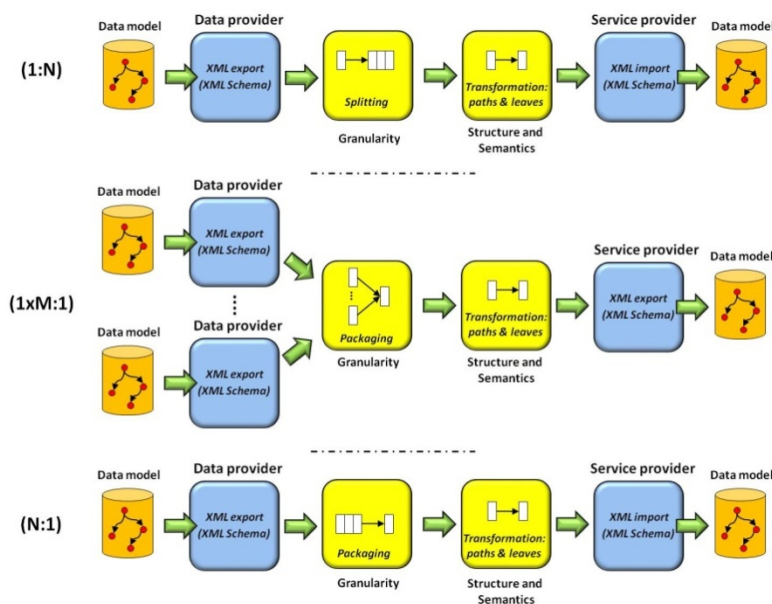 Data model
Data provider
Service provider
Data model
(1:N)
XML export
(XML Schema)
Splitting
Transformation:
paths & leaves
XML import
(XML Schema)
Granularity
Structure and
Semantics
Data model
Data provider
XML export
(XML Schema)
Service provider
Data model
(1xM:1)
Data provider
Data model
XML export
(XML Schema)
Packaging
Transformation:
paths & leaves
XML export
(XML Schema)
Granularity
Structure and
Semantics
Data model
Data provider
Service provider
Data model
(N:1)
XML export
(XML Schema)
Packaging
Transformation:
paths & leaves
XML import
(XML Schema)
Granularity
Structure and
Semantics